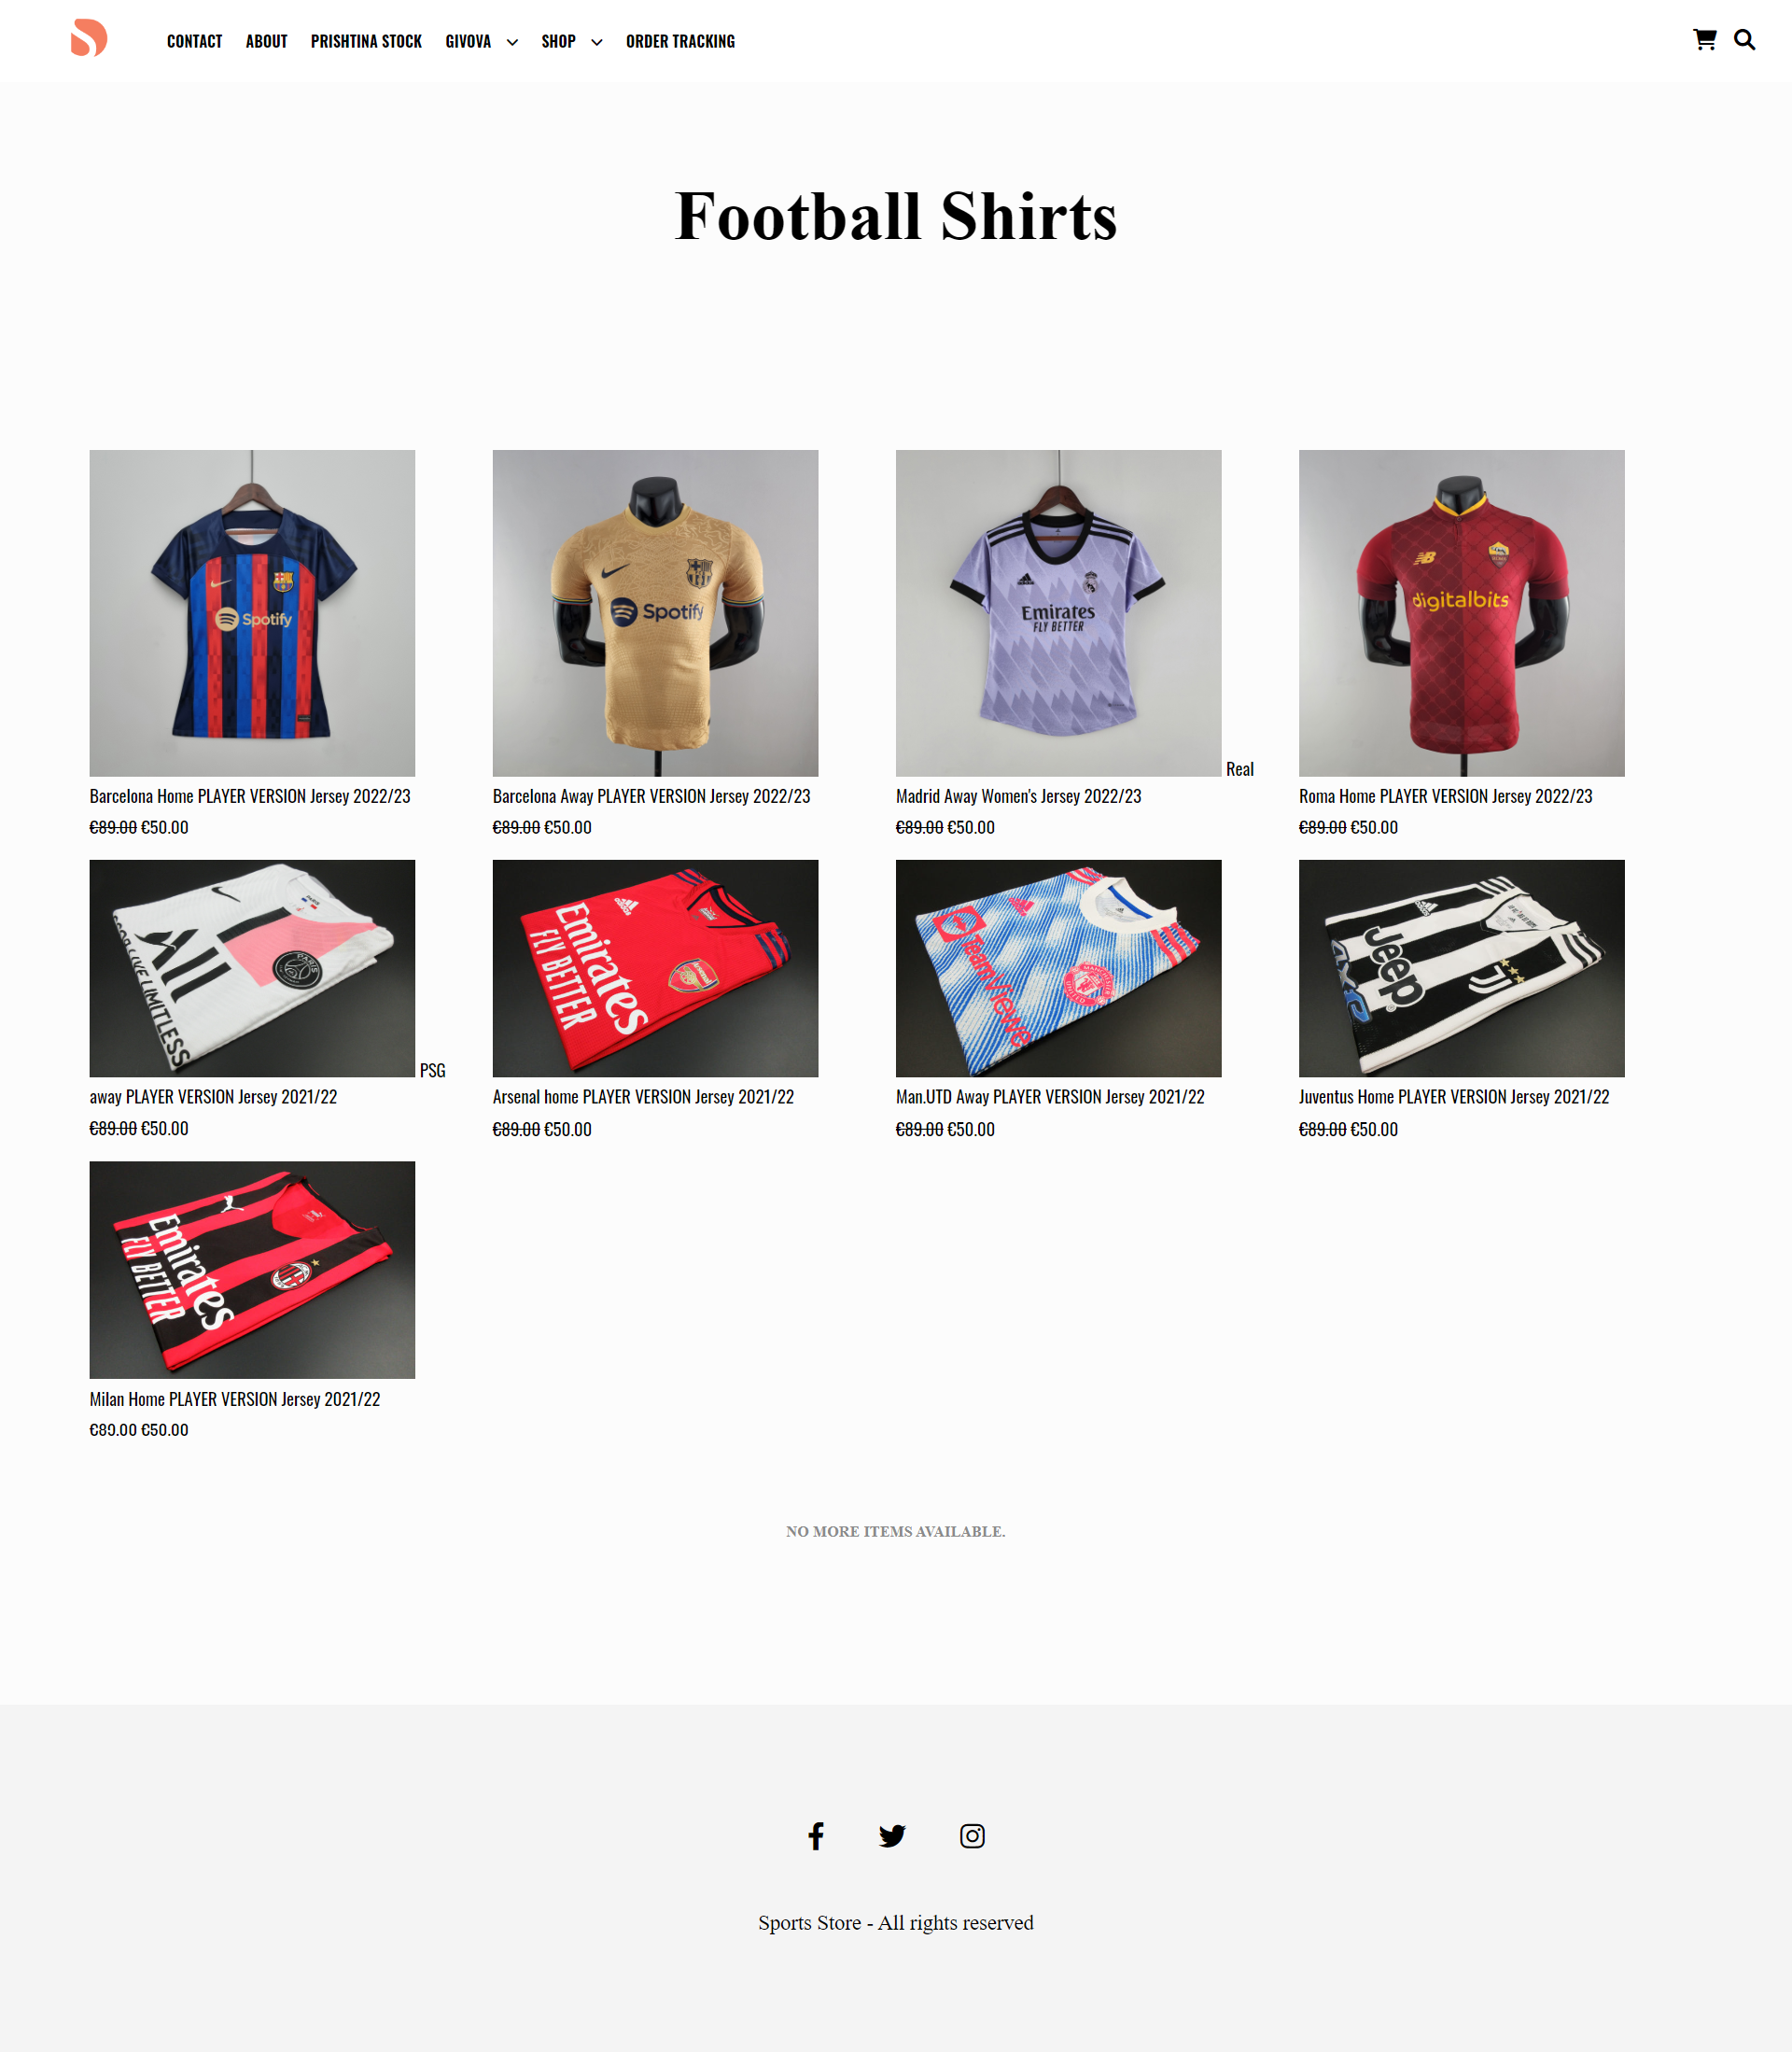 CONTACT ABOUT PRISHTINA STOCK GIVOVA SHOP ORDER TRACKING
Football Shirts
Spotify
Spotify
Emirates
FLY BETTER
digitalbits
Real
Barcelona Home PLAYER VERSION Jersey 2022/23
Barcelona Away PLAYER VERSION Jersey 2022/23
Madrid Away Women's Jersey 2022/23
Roma Home PLAYER VERSION Jersey 2022/23
€89.00 €50.00
€89.00 €50.00
€89.00 €50.00
€89.00 €50.00
LIVE LIMITLESS
PARIS
Emirates
FLY BETTER
Arsenal
TeamViewe
Jeep
PSG
away PLAYER VERSION Jersey 2021/22
Arsenal home PLAYER VERSION Jersey 2021/22
Man.UTD Away PLAYER VERSION Jersey 2021/22
Juventus Home PLAYER VERSION Jersey 2021/22
€89.00 €50.00
€89.00 €50.00
€89.00 €50.00
€89.00 €50.00
Emirates
FLY BETTER
Milan Home PLAYER VERSION Jersey 2021/22
€89.00 €50.00
NO MORE ITEMS AVAILABLE.
Sports Store - All rights reserved